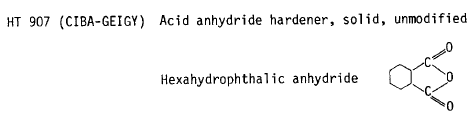 HT 907 (CIBA-GEIGY) Acid anhydride hardener, solid, unmodified
Hexahydrophthalic anhydride
O
C
O
C
O